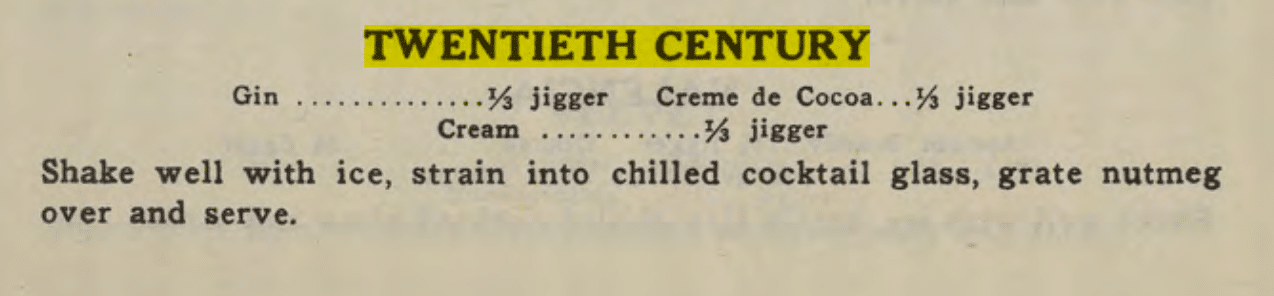 TWENTIETH CENTURY
Gin ..............⅓ jigger Creme de Cocoa...⅓ jigger
Cream ............⅓ jigger
Shake well with ice, strain into chilled cocktail glass, grate nutmeg
over and serve.